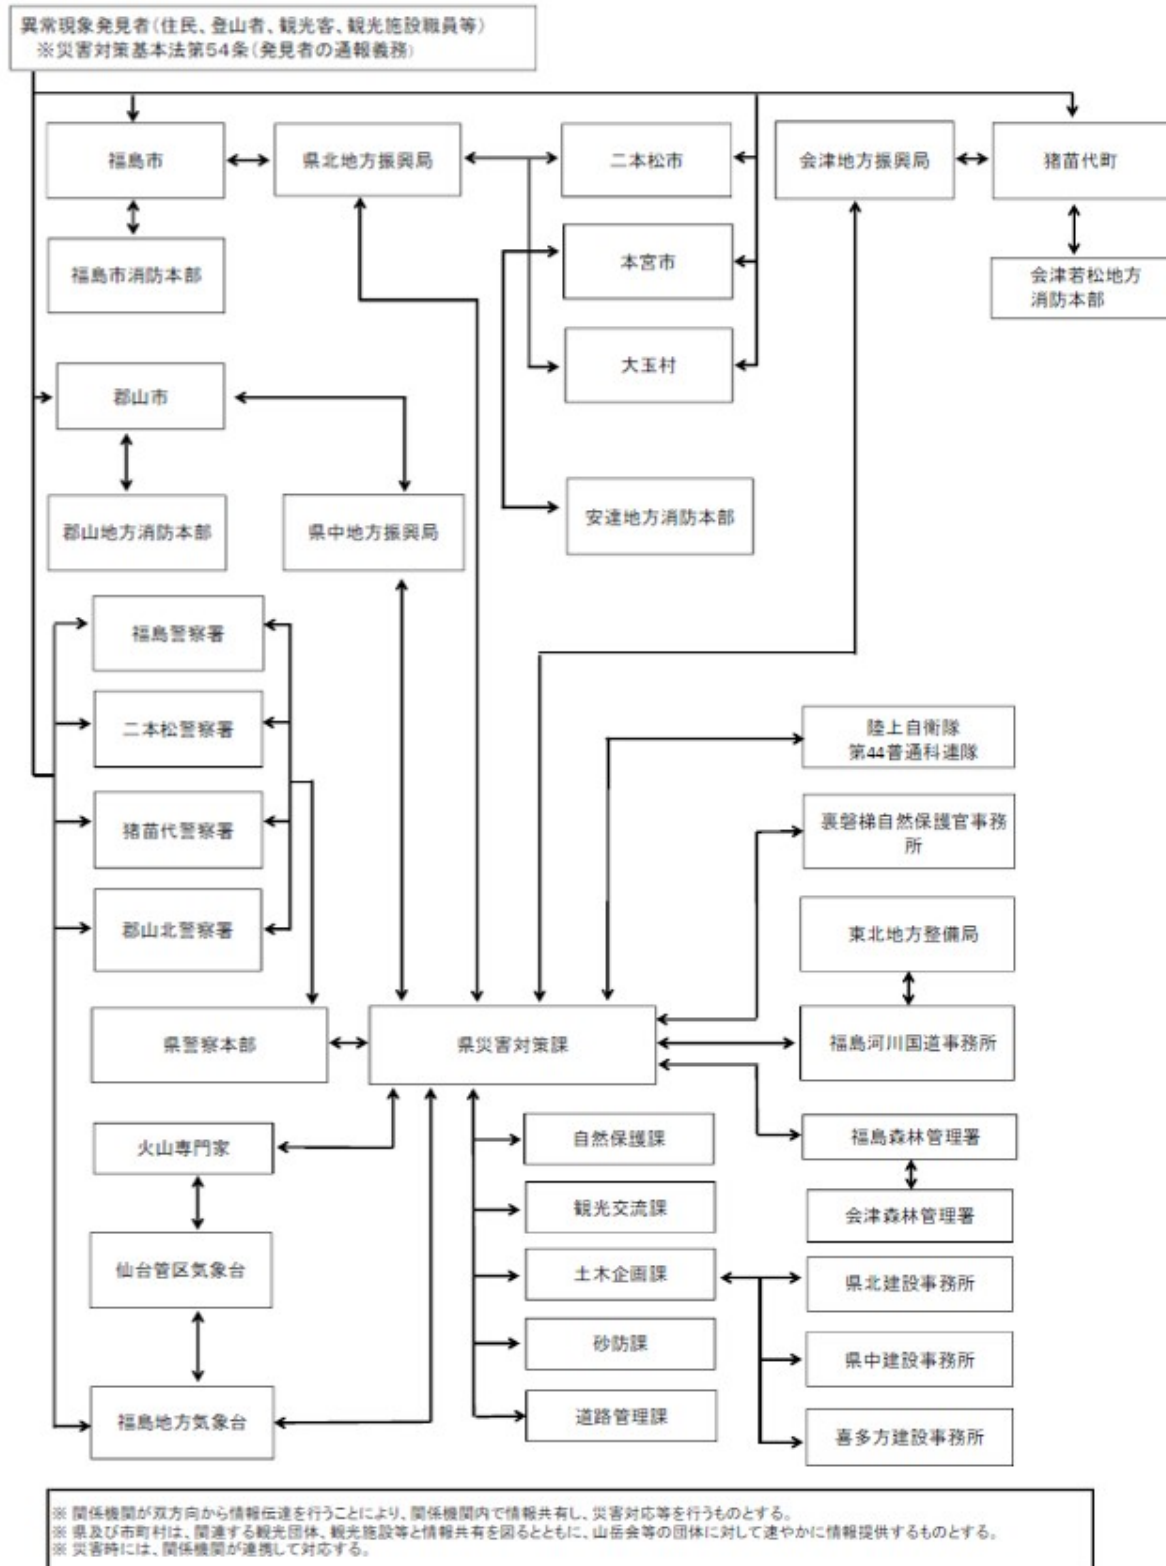 異常現象発見者(住民、登山者、観光客、観光施設職員等)
※災害対策基本法第54条(発見者の通報義務)
福島市
県北地方振興局
二本松市
会津地方振興局
猪苗代町
福島市消防本部
本宮市
会津若松地方
消防本部
大玉村
郡山市
郡山地方消防本部
県中地方振興局
安達地方消防本部
福島警察署
二本松警察署
陸上自衛隊
第44普通科連隊
猪苗代警察署
裏磐梯自然保護官事務
所
郡山北警察署
東北地方整備局
県警察本部
県災害対策課
福島河川国道事務所
火山専門家
自然保護課
福島森林管理署
観光交流課
会津森林管理署
仙台管区気象台
土木企画課
県北建設事務所
砂防課
県中建設事務所
福島地方気象台
道路管理課
喜多方建設事務所
※ 関係機関が双方向から情報伝達を行うことにより、関係機関内で情報共有し、災害対応等を行うものとする。
※ 県及び市町村は、関連する観光団体、観光施設等と情報共有を図るとともに、山岳会等の団体に対して速やかに情報提供するものとする。
※ 災害時には、関係機関が連携して対応する。